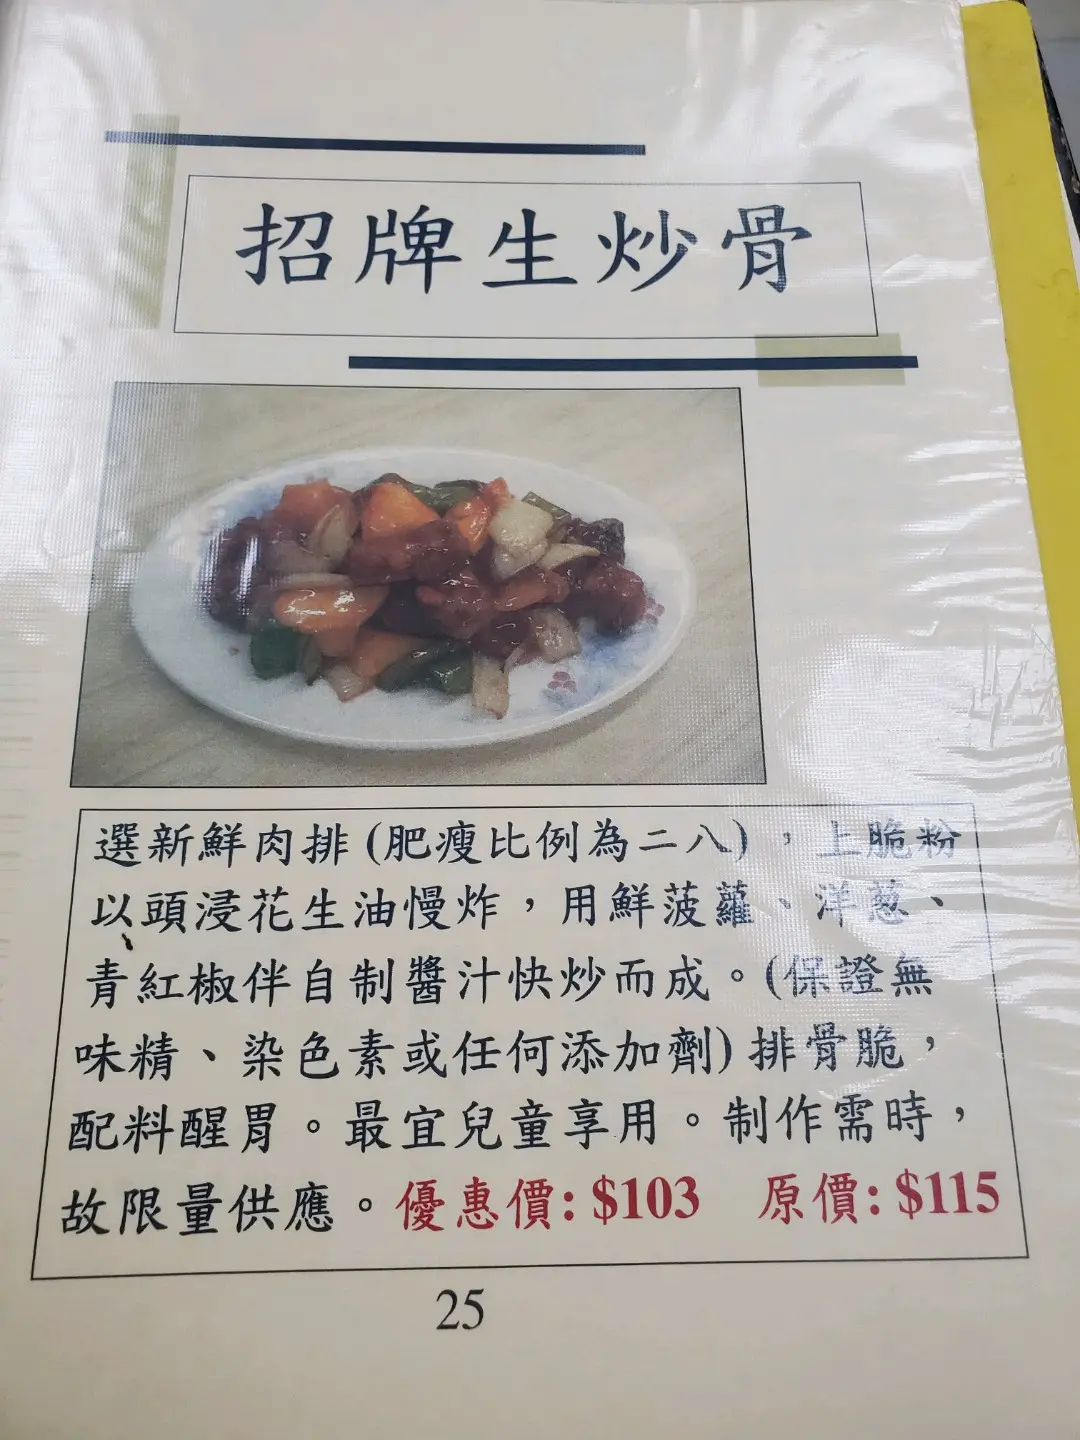 招牌生炒骨
選新鮮肉排(肥瘦比例為二八)，上脆粉
以頭浸花生油慢炸，用鮮菠蘿、洋葱、
青紅椒伴自制醬汁快炒而成。(保證無
味精、染色素或任何添加劑)排骨脆，
配料醒胃。最宜兒童享用。制作需時，
故限量供應。優惠價:$103 原價:$115
25